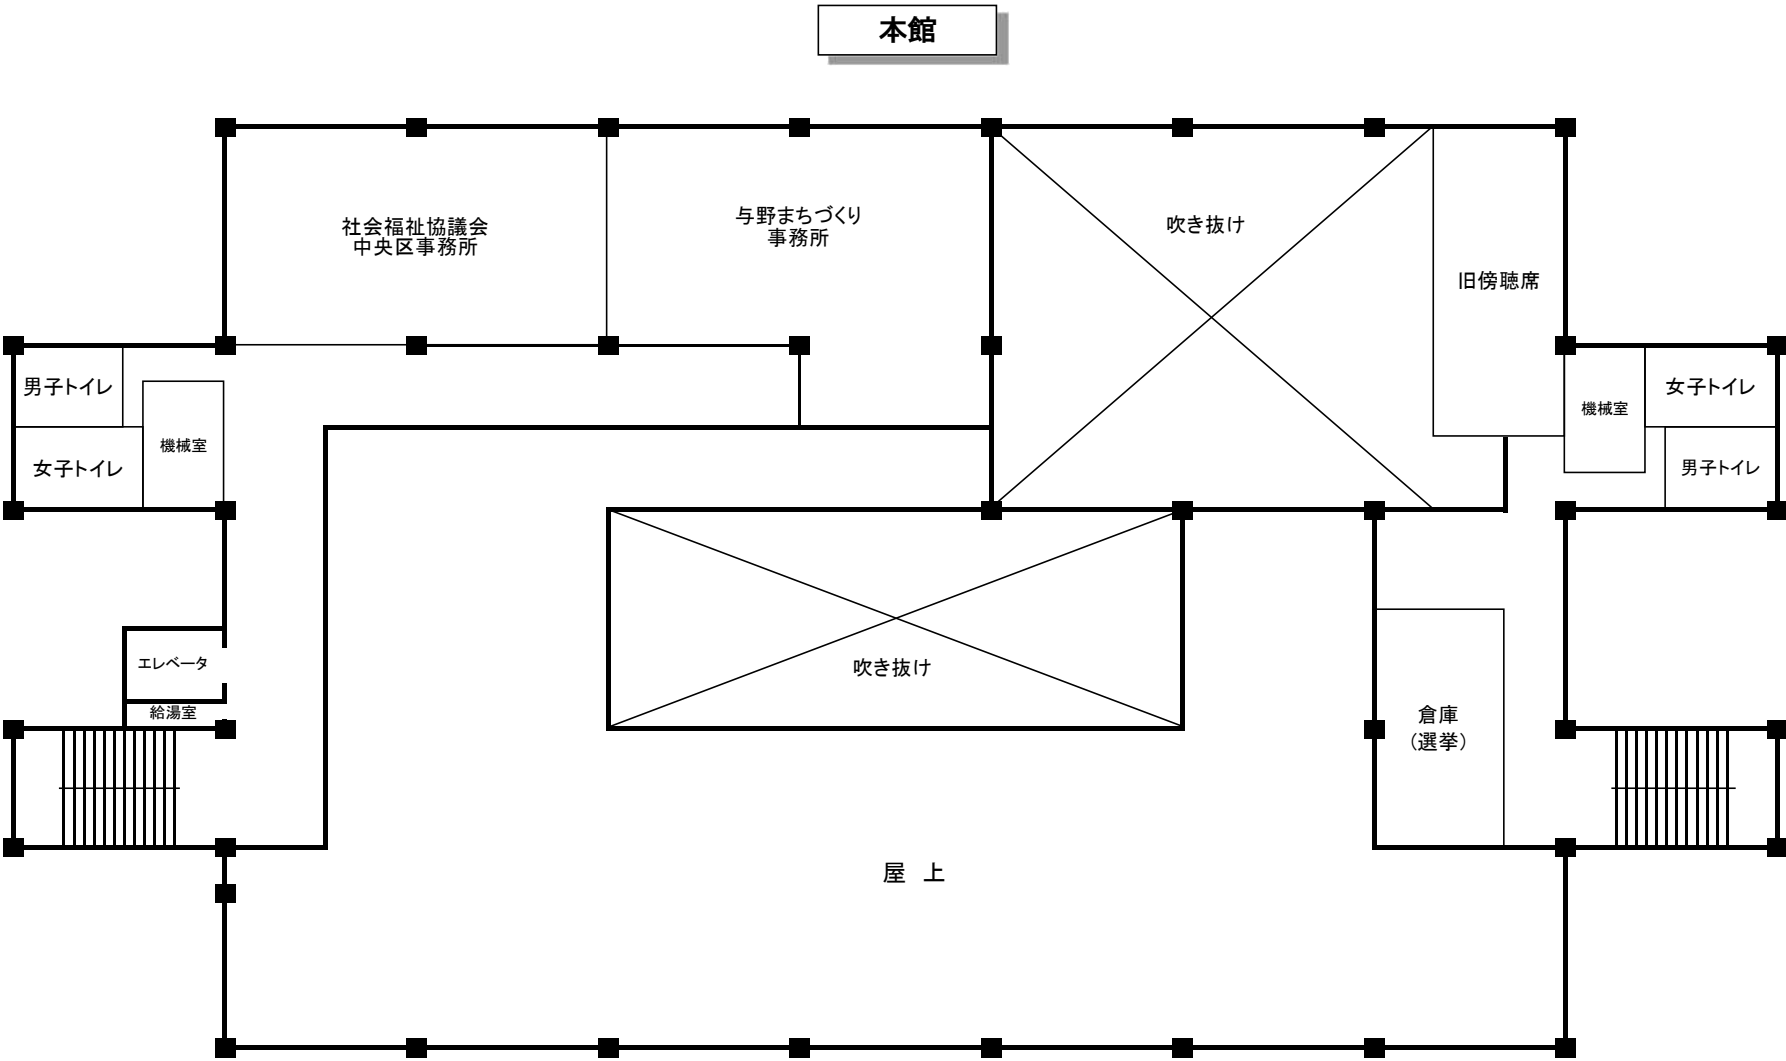 本館
社会福祉協議会
中央区事務所
与野まちづくり
事務所
吹き抜け
旧傍聴席
男子トイレ
機械室
女子トイレ
機械室
女子トイレ
男子トイレ
エレベータ
給湯室
吹き抜け
倉庫
（選挙）
屋　上